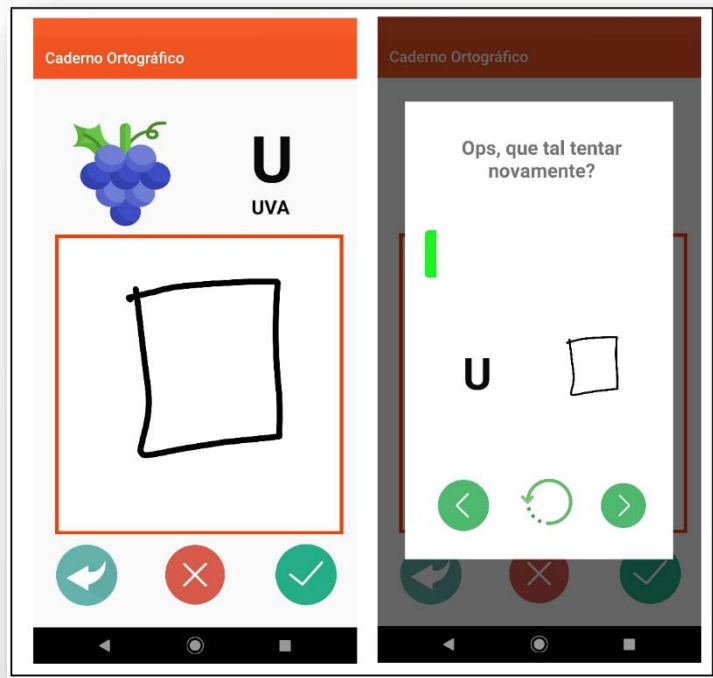 Caderno Ortográfico
U
UVA
Caderno Ortográfico
Ops, que tal tentar
novamente?
U